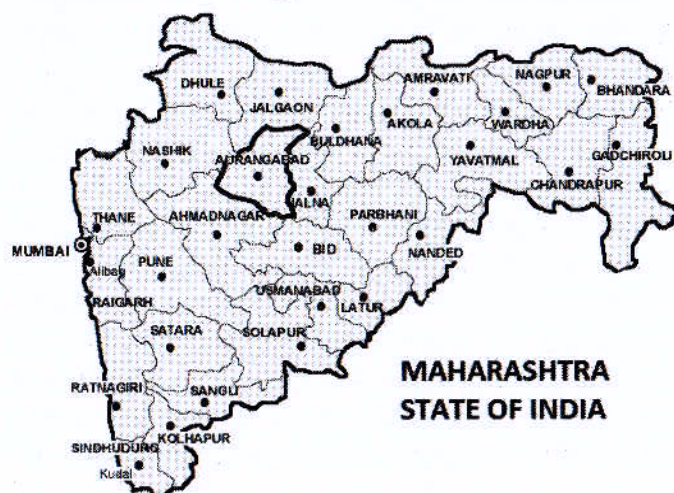 DHULE
JALGAON
AMRAVATI
NAGPUR
BHANDARA
BULDHANA
AKOLA
WARDHA
NASHIK
AURANGABAD
YAVATMAL
GADCHIROLI
CHANDRAPUR
JALNA
THANE
AHMADNAGAR
PARBHANI
MUMBAI
Alibag
PUNE
BID
NANDED
RAIGARH
USMANABAD
LATUR
SATARA
SOLAPUR
MAHARASHTRA
STATE OF INDIA
RATNAGIRI
SANGLI
KOLHAPUR
SINDHUDURG
Kudal